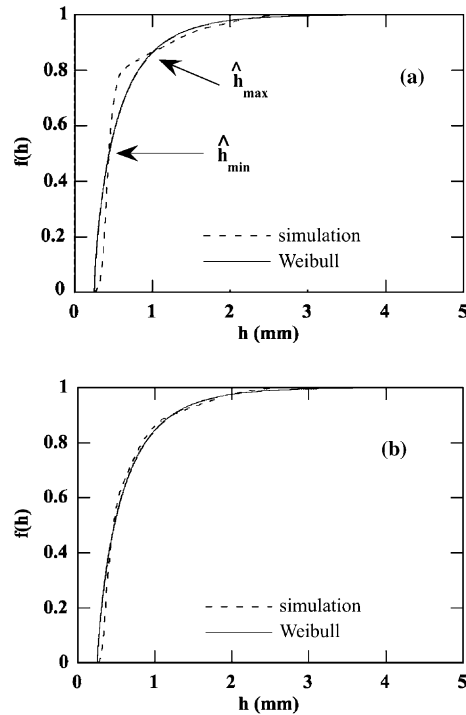 1
0.8
0.6
0.4
0.2
0
f(h)
(a)
ĥmax
ĥmin
simulation
Weibull
0 1 2 3 4 5
h (mm)
1
0.8
0.6
0.4
0.2
0
f(h)
(b)
simulation
Weibull
0 1 2 3 4 5
h (mm)